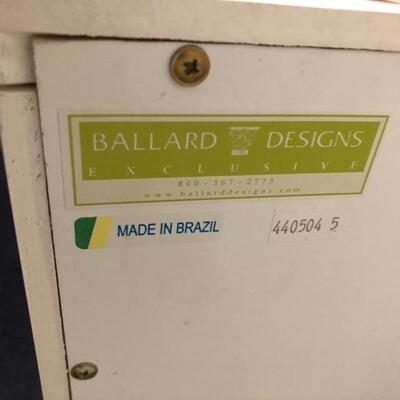 BALLARD DESIGNS
EXCLUSIVE
800-367-2775
www.ballarddesigns.com
MADE IN BRAZIL 440504 5